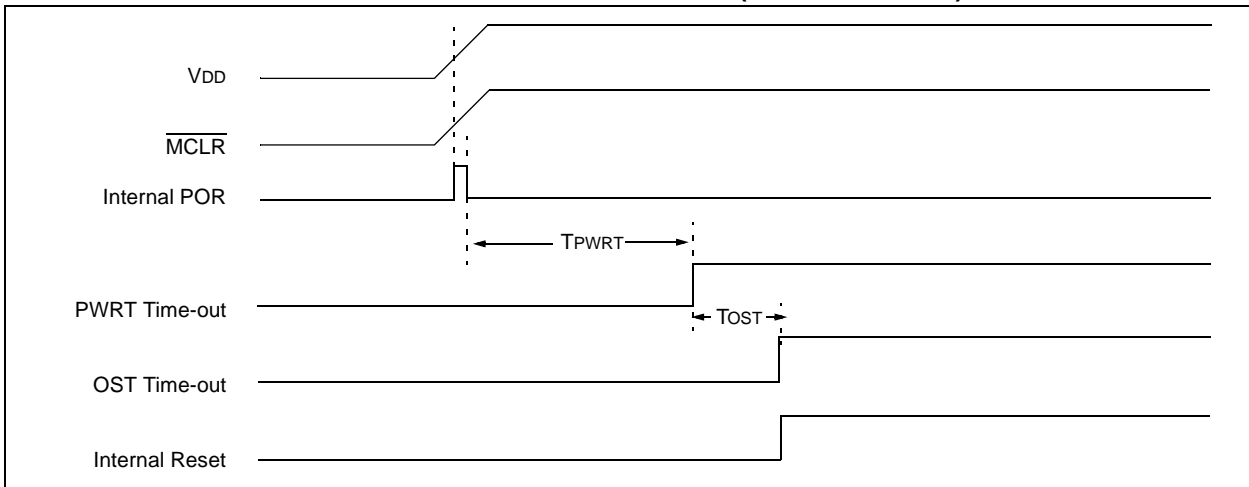 VDD
MCLR
Internal POR
TPWRT
PWRT Time-out
TOST
OST Time-out
Internal Reset